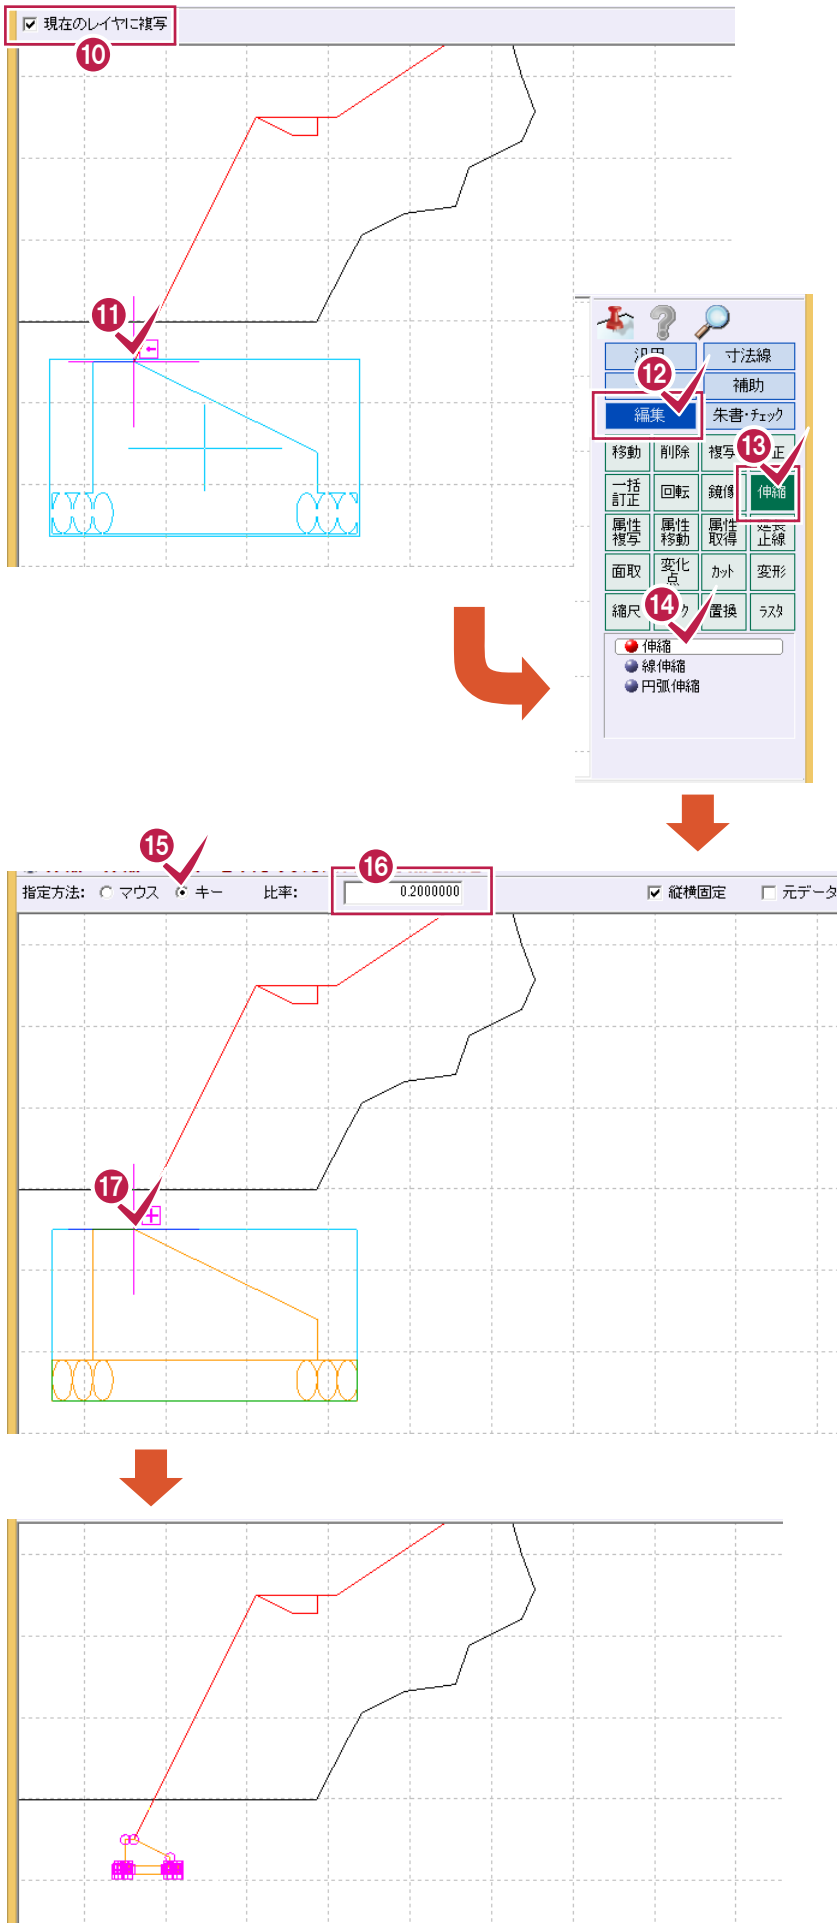 現在のレイヤに複写
10
11
寸法線
12
補助
編集
朱書・チェック
移動 削除 複写
13
一括訂正 回転 鏡像 伸縮
属性複写 属性移動 属性取得
面取 変化点 カット 変形
縮尺
14
置換 ラスタ
伸縮
線伸縮
円弧伸縮
15
16
指定方法: マウス キー 比率: 0.2000000 縦横固定 元データ
17